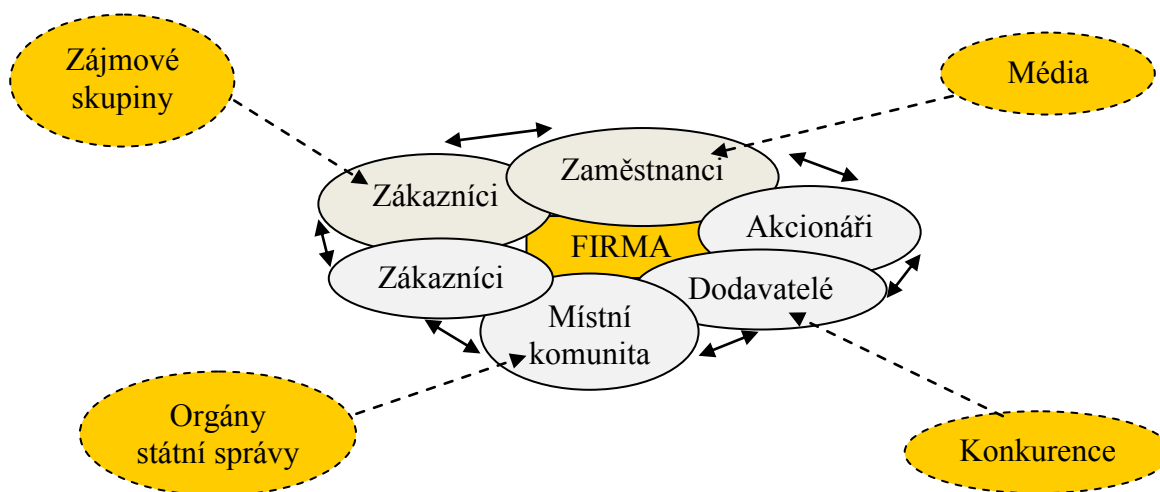 Zájmové
skupiny
Média
Zaměstnanci
Zákazníci
Akcionáři
FIRMA
Zákazníci
Dodavatelé
Místní
komunita
Orgány
státní správy
Konkurence